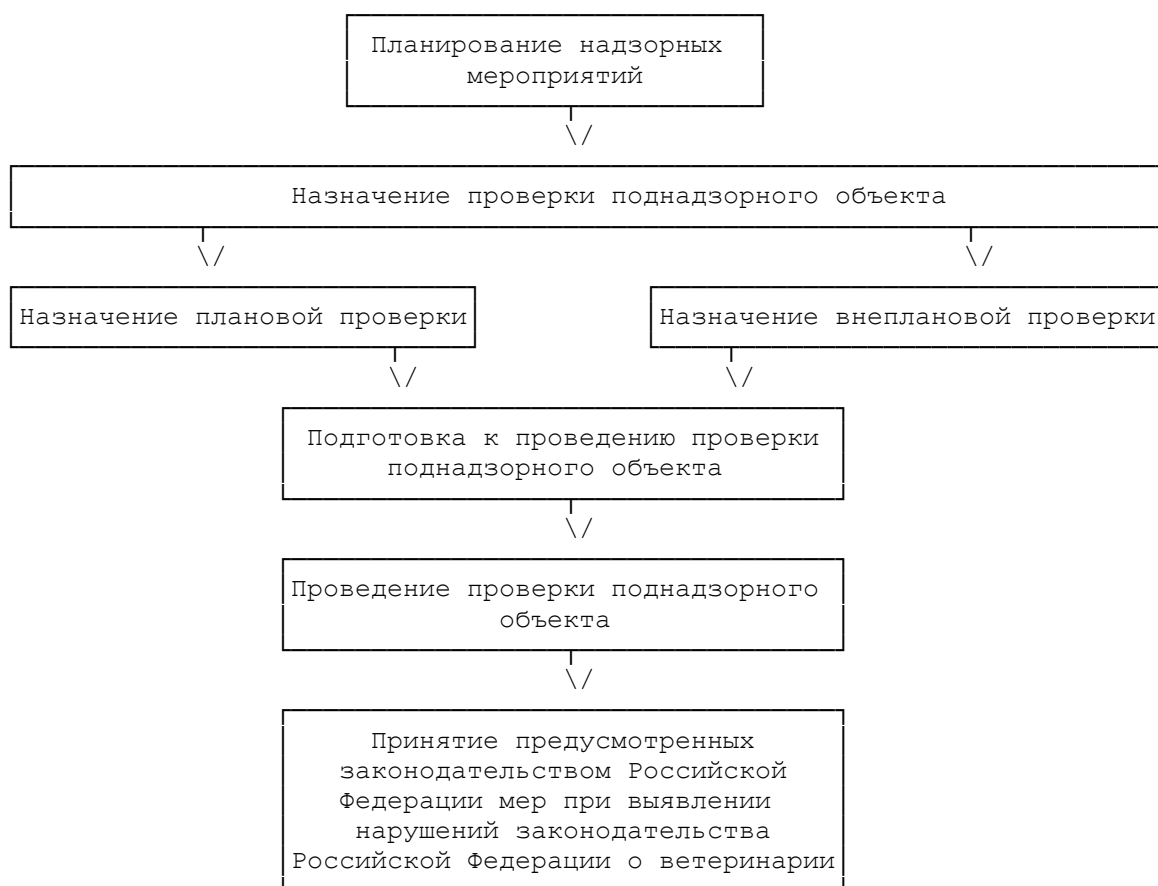 Планирование надзорных
мероприятий
Назначение проверки поднадзорного объекта
Назначение плановой проверки
Назначение внеплановой проверки
Подготовка к проведению проверки
поднадзорного объекта
Проведение проверки поднадзорного
объекта
Принятие предусмотренных
законодательством Российской
Федерации мер при выявлении
нарушений законодательства
Российской Федерации о ветеринарии